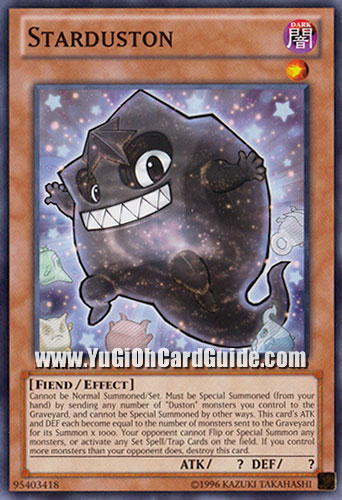 STARDUSTON
DARK
闇
www.YuGiOhCardGuide.com
[FIEND / EFFECT]
Cannot be Normal Summoned/Set. Must be Special Summoned (from your
hand) by sending any number of "Duston" monsters you control to the
Graveyard, and cannot be Special Summoned by other ways. This card's ATK
and DEF each become equal to the number of monsters sent to the Graveyard
for its Summon x 1000. Your opponent cannot Flip or Special Summon any
monsters, or activate any Set Spell/Trap Cards on the field. If you control
more monsters than your opponent does, destroy this card.
ATK / ? DEF / ?
95403418
©1996 KAZUKI TAKAHASHI